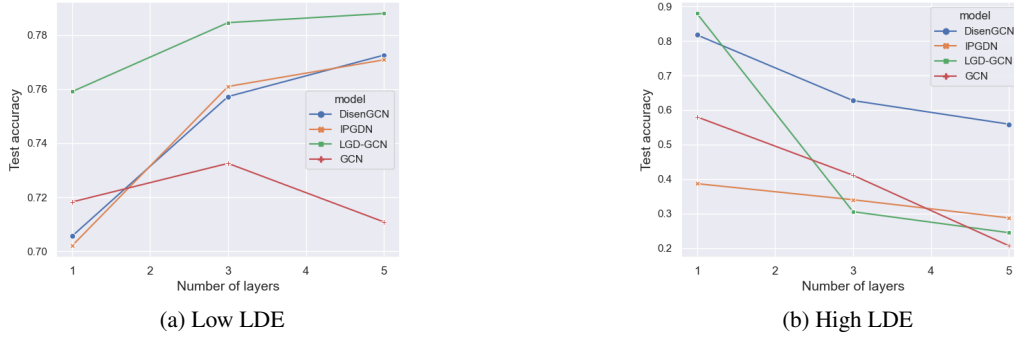 0.78
0.76
0.74
0.72
0.70
Test accuracy
model
DisenGCN
IPGDN
LGD-GCN
GCN
1 2 3 4 5
Number of layers
(a) Low LDE
0.9
0.8
0.7
0.6
0.5
0.4
0.3
0.2
Test accuracy
model
DisenGCN
IPGDN
LGD-GCN
GCN
1 2 3 4 5
Number of layers
(b) High LDE